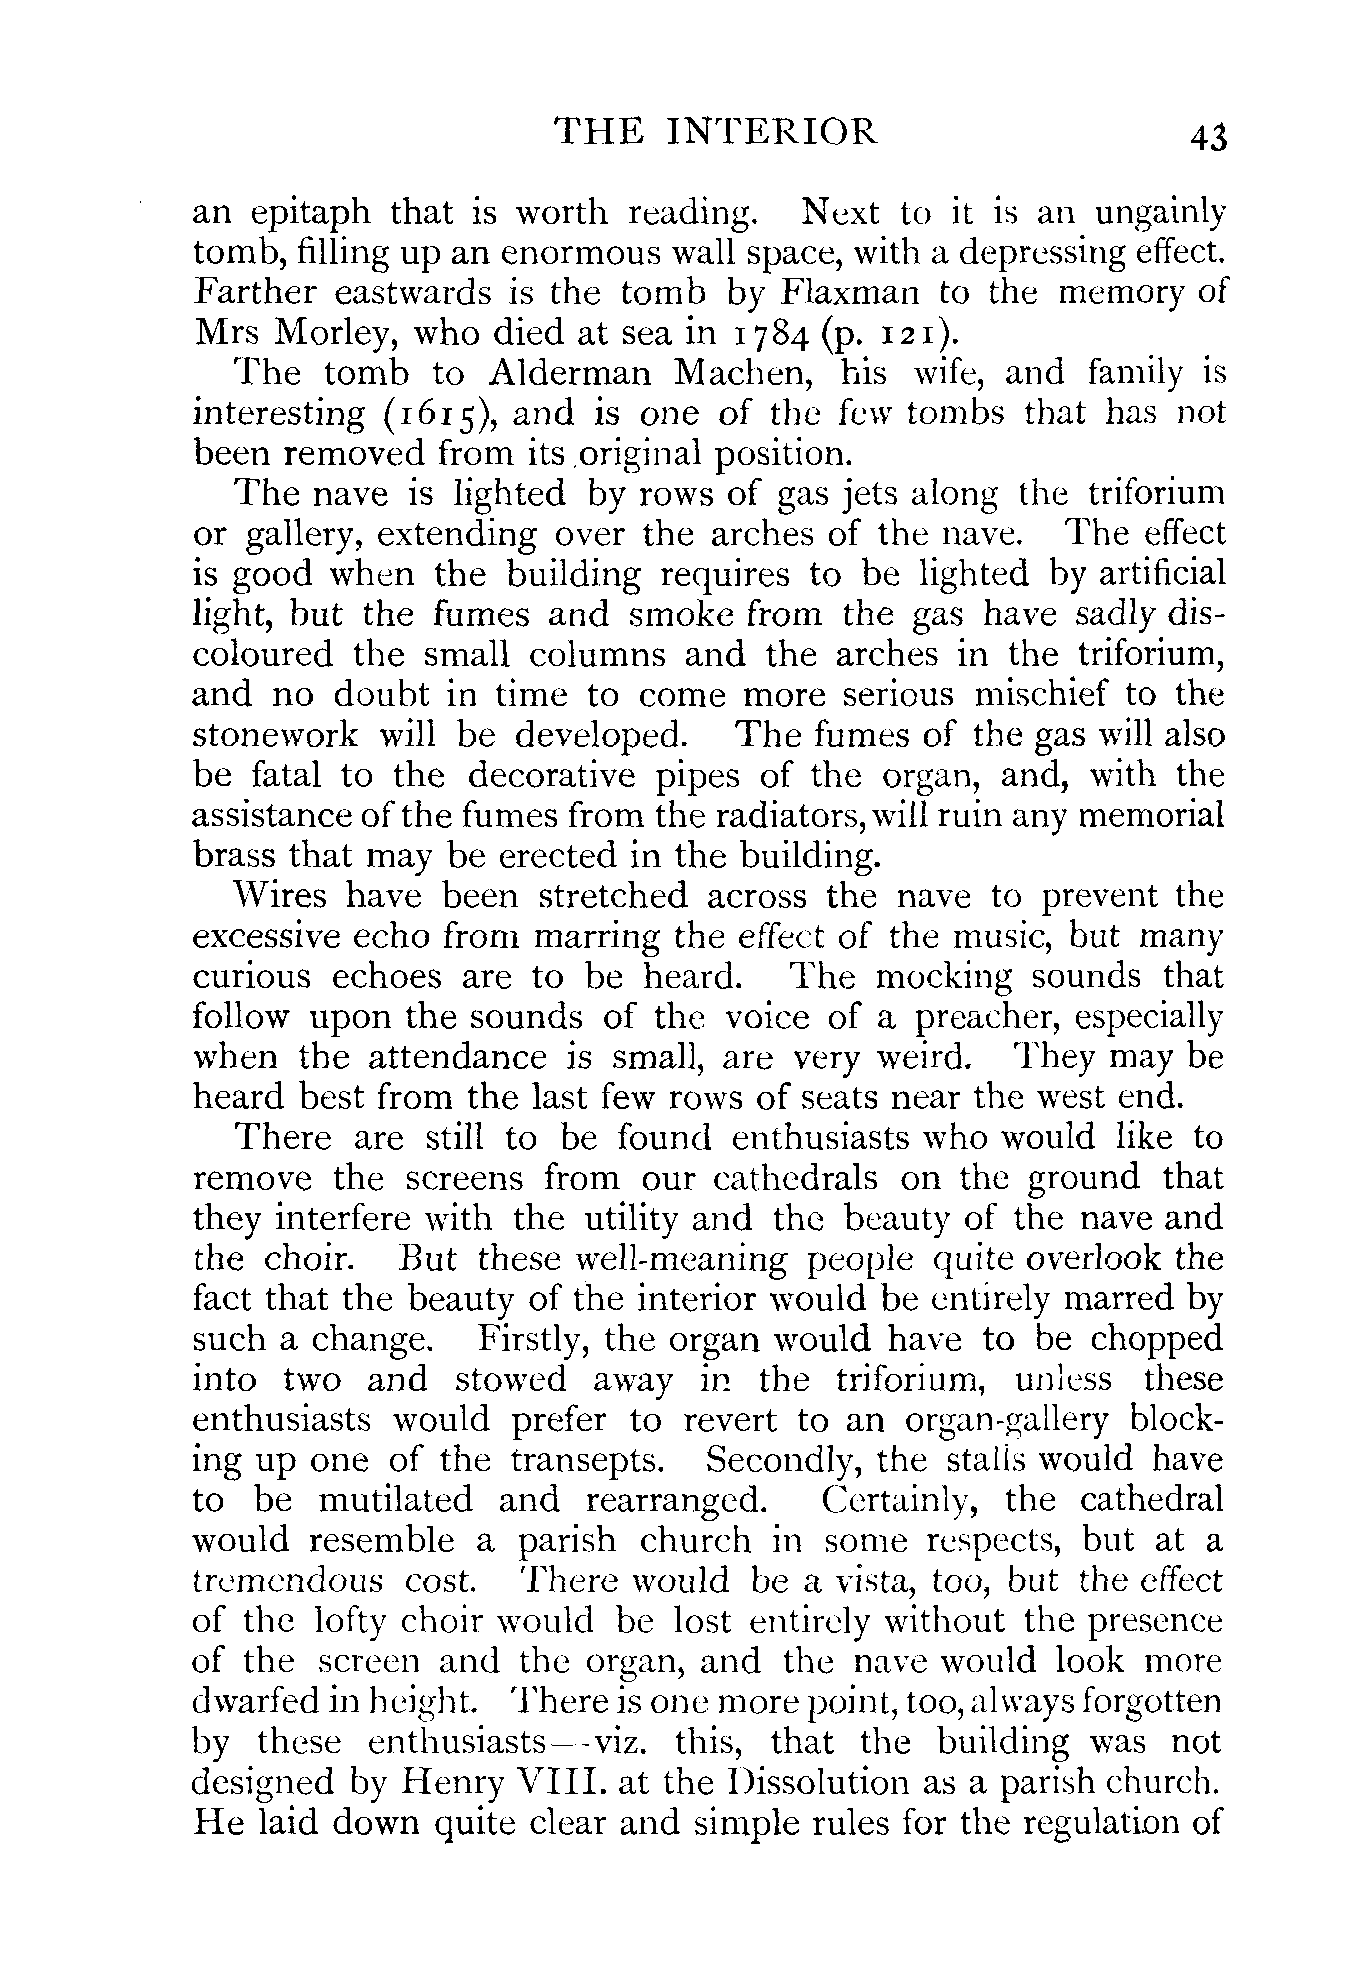 THE INTERIOR 43
an epitaph that is worth reading. Next to it is an ungainly
tomb, filling up an enormous wall space, with a depressing effect.
Farther eastwards is the tomb by Flaxman to the memory of
Mrs Morley, who died at sea in 1784 (p. 121).
The tomb to Alderman Machen, his wife, and family is
interesting (1615), and is one of the few tombs that has not
been removed from its original position.
The nave is lighted by rows of gas jets along the triforium
or gallery, extending over the arches of the nave. The effect
is good when the building requires to be lighted by artificial
light, but the fumes and smoke from the gas have sadly dis-
coloured the small columns and the arches in the triforium,
and no doubt in time to come more serious mischief to the
stonework will be developed. The fumes of the gas will also
be fatal to the decorative pipes of the organ, and, with the
assistance of the fumes from the radiators, will ruin any memorial
brass that may be erected in the building.
Wires have been stretched across the nave to prevent the
excessive echo from marring the effect of the music, but many
curious echoes are to be heard. The mocking sounds that
follow upon the sounds of the voice of a preacher, especially
when the attendance is small, are very weird. They may be
heard best from the last few rows of seats near the west end.
There are still to be found enthusiasts who would like to
remove the screens from our cathedrals on the ground that
they interfere with the utility and the beauty of the nave and
the choir. But these well-meaning people quite overlook the
fact that the beauty of the interior would be entirely marred by
such a change. Firstly, the organ would have to be chopped
into two and stowed away in the triforium, unless these
enthusiasts would prefer to revert to an organ-gallery block-
ing up one of the transepts. Secondly, the stalls would have
to be mutilated and rearranged. Certainly, the cathedral
would resemble a parish church in some respects, but at a
tremendous cost. There would be a vista, too, but the effect
of the lofty choir would be lost entirely without the presence
of the screen and the organ, and the nave would look more
dwarfed in height. There is one more point, too, always forgotten
by these enthusiasts—viz. this, that the building was not
designed by Henry VIII. at the Dissolution as a parish church.
He laid down quite clear and simple rules for the regulation of